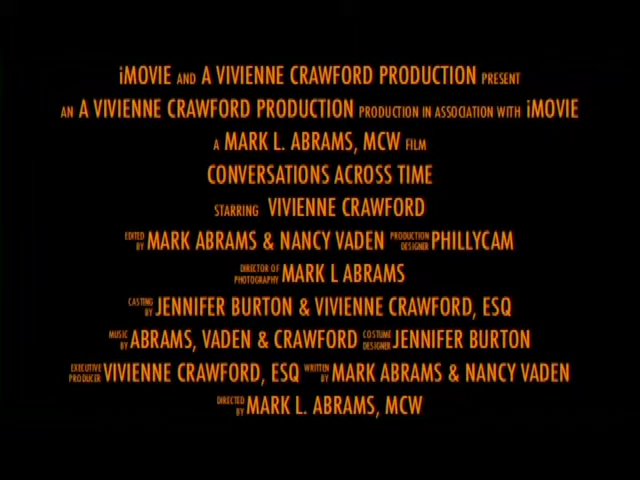 iMOVIE AND A VIVIENNE CRAWFORD PRODUCTION PRESENT
AN A VIVIENNE CRAWFORD PRODUCTION PRODUCTION IN ASSOCIATION WITH iMOVIE
A MARK L. ABRAMS, MCW FILM
CONVERSATIONS ACROSS TIME
STARRING VIVIENNE CRAWFORD
EDITED BY MARK ABRAMS & NANCY VADEN PRODUCTION DESIGNER PHILLYCAM
DIRECTOR OF PHOTOGRAPHY MARK L ABRAMS
CASTING BY JENNIFER BURTON & VIVIENNE CRAWFORD, ESQ
MUSIC BY ABRAMS, VADEN & CRAWFORD COSTUME DESIGNER JENNIFER BURTON
EXECUTIVE PRODUCER VIVIENNE CRAWFORD, ESQ WRITTEN BY MARK ABRAMS & NANCY VADEN
DIRECTED BY MARK L. ABRAMS, MCW